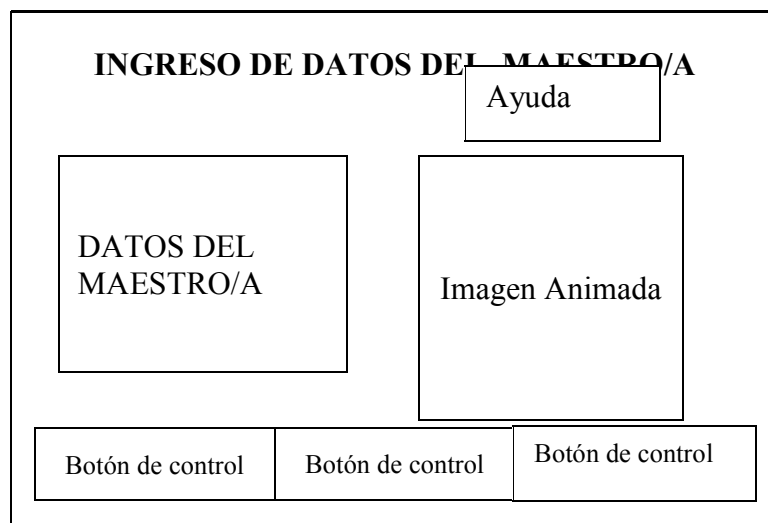 INGRESO DE DATOS DEL MAESTRO/A
Ayuda
DATOS DEL
MAESTRO/A
Imagen Animada
Botón de control
Botón de control
Botón de control